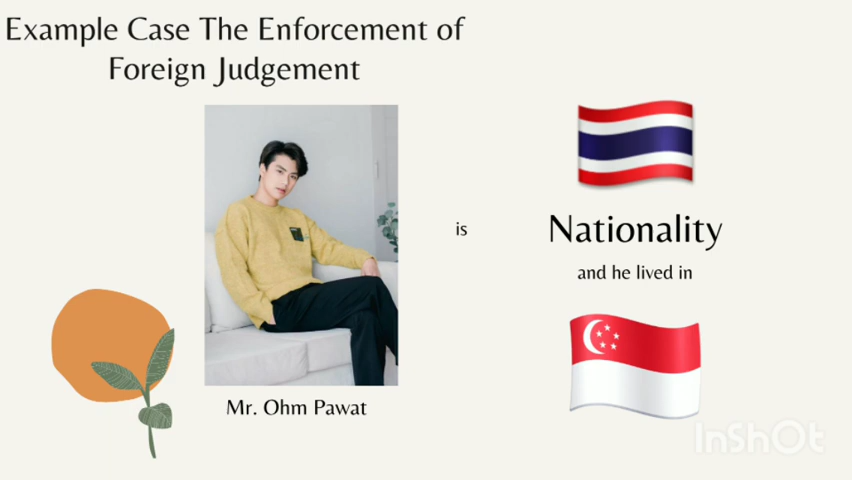 Example Case The Enforcement of
Foreign Judgement
is
Nationality
and he lived in
Mr. Ohm Pawat
InShOt